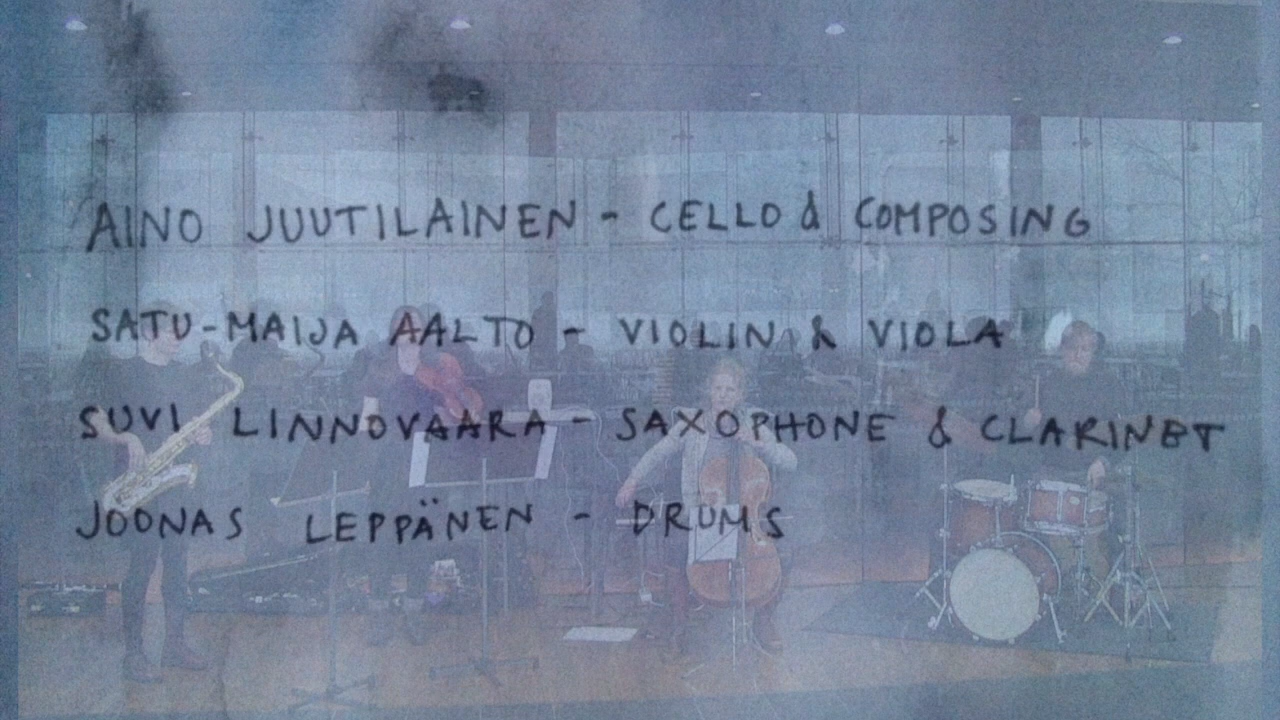 AINO JUUTILAINEN - CELLO & COMPOSING
SATU-MAIJA AALTO - VIOLIN & VIOLA
SUVI LINNOVAARA - SAXOPHONE & CLARINET
JOONAS LEPPÄNEN - DRUMS